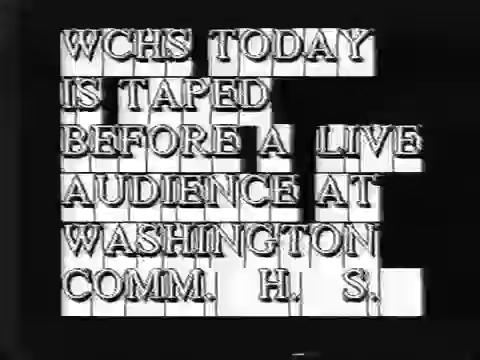 WCHS TODAY
IS TAPED
BEFORE A LIVE
AUDIENCE AT
WASHINGTON
COMM. H. S.